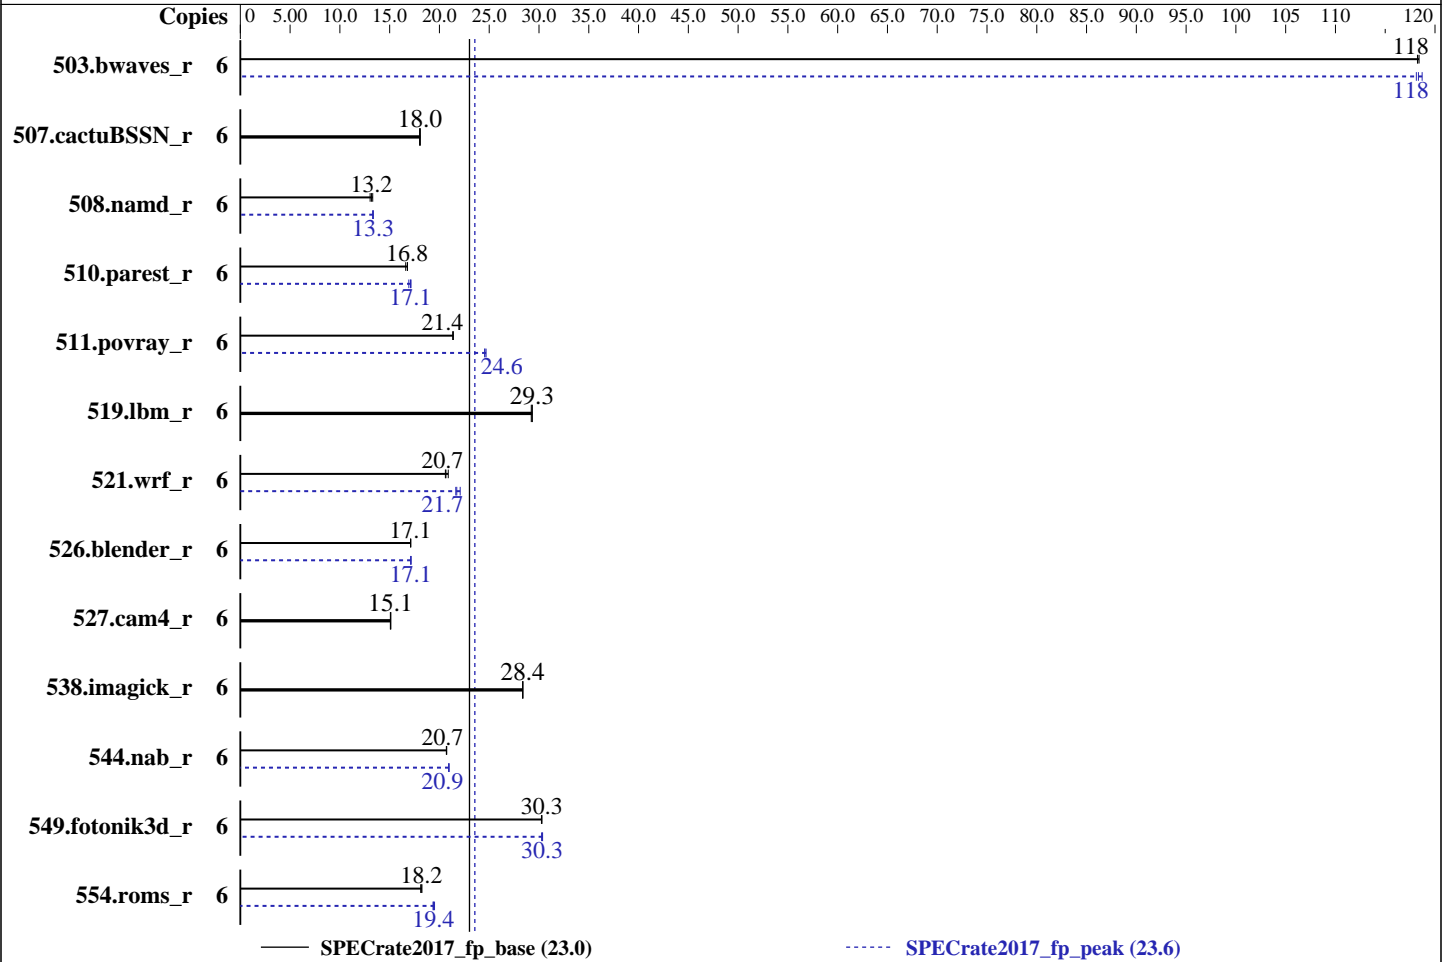 Copies 0 5.00 10.0 15.0 20.0 25.0 30.0 35.0 40.0 45.0 50.0 55.0 60.0 65.0 70.0 75.0 80.0 85.0 90.0 95.0 100 105 110 120
118
503.bwaves_r 6
118
18.0
507.cactuBSSN_r 6
13.2
508.namd_r 6
13.3
16.8
510.parest_r 6
17.1
21.4
511.povray_r 6
24.6
29.3
519.lbm_r 6
20.7
521.wrf_r 6
21.7
17.1
526.blender_r 6
17.1
15.1
527.cam4_r 6
28.4
538.imagick_r 6
20.7
544.nab_r 6
20.9
30.3
549.fotonik3d_r 6
30.3
18.2
554.roms_r 6
19.4
SPECrate2017_fp_base (23.0) SPECrate2017_fp_peak (23.6)